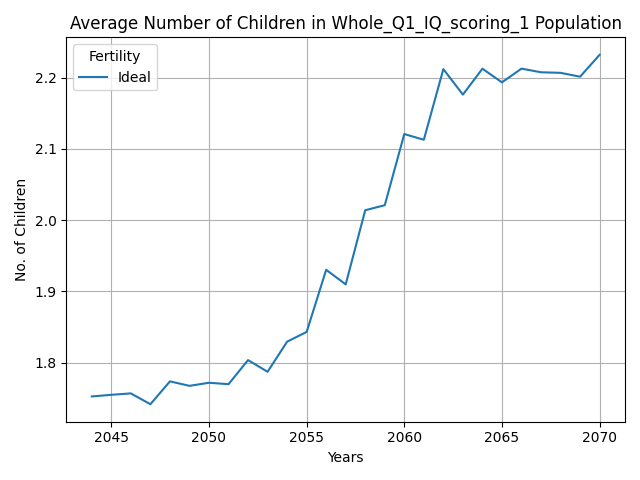 Average Number of Children in Whole_Q1_IQ_scoring_1 Population
Fertility
Ideal
No. of Children
2.2
2.1
2.0
1.9
1.8
2045 2050 2055 2060 2065 2070
Years